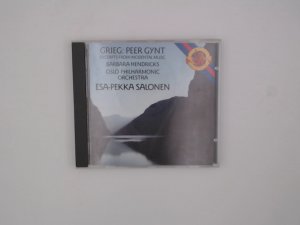 GRIEG: PEER GYNT
EXCERPTS FROM INCIDENTAL MUSIC
BARBARA HENDRICKS
OSLO PHILHARMONIC
ORCHESTRA
ESA-PEKKA SALONEN